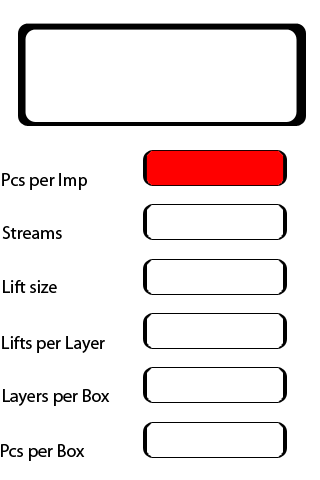 Pcs per Imp
Streams
Lift size
Lifts per Layer
Layers per Box
Pcs per Box